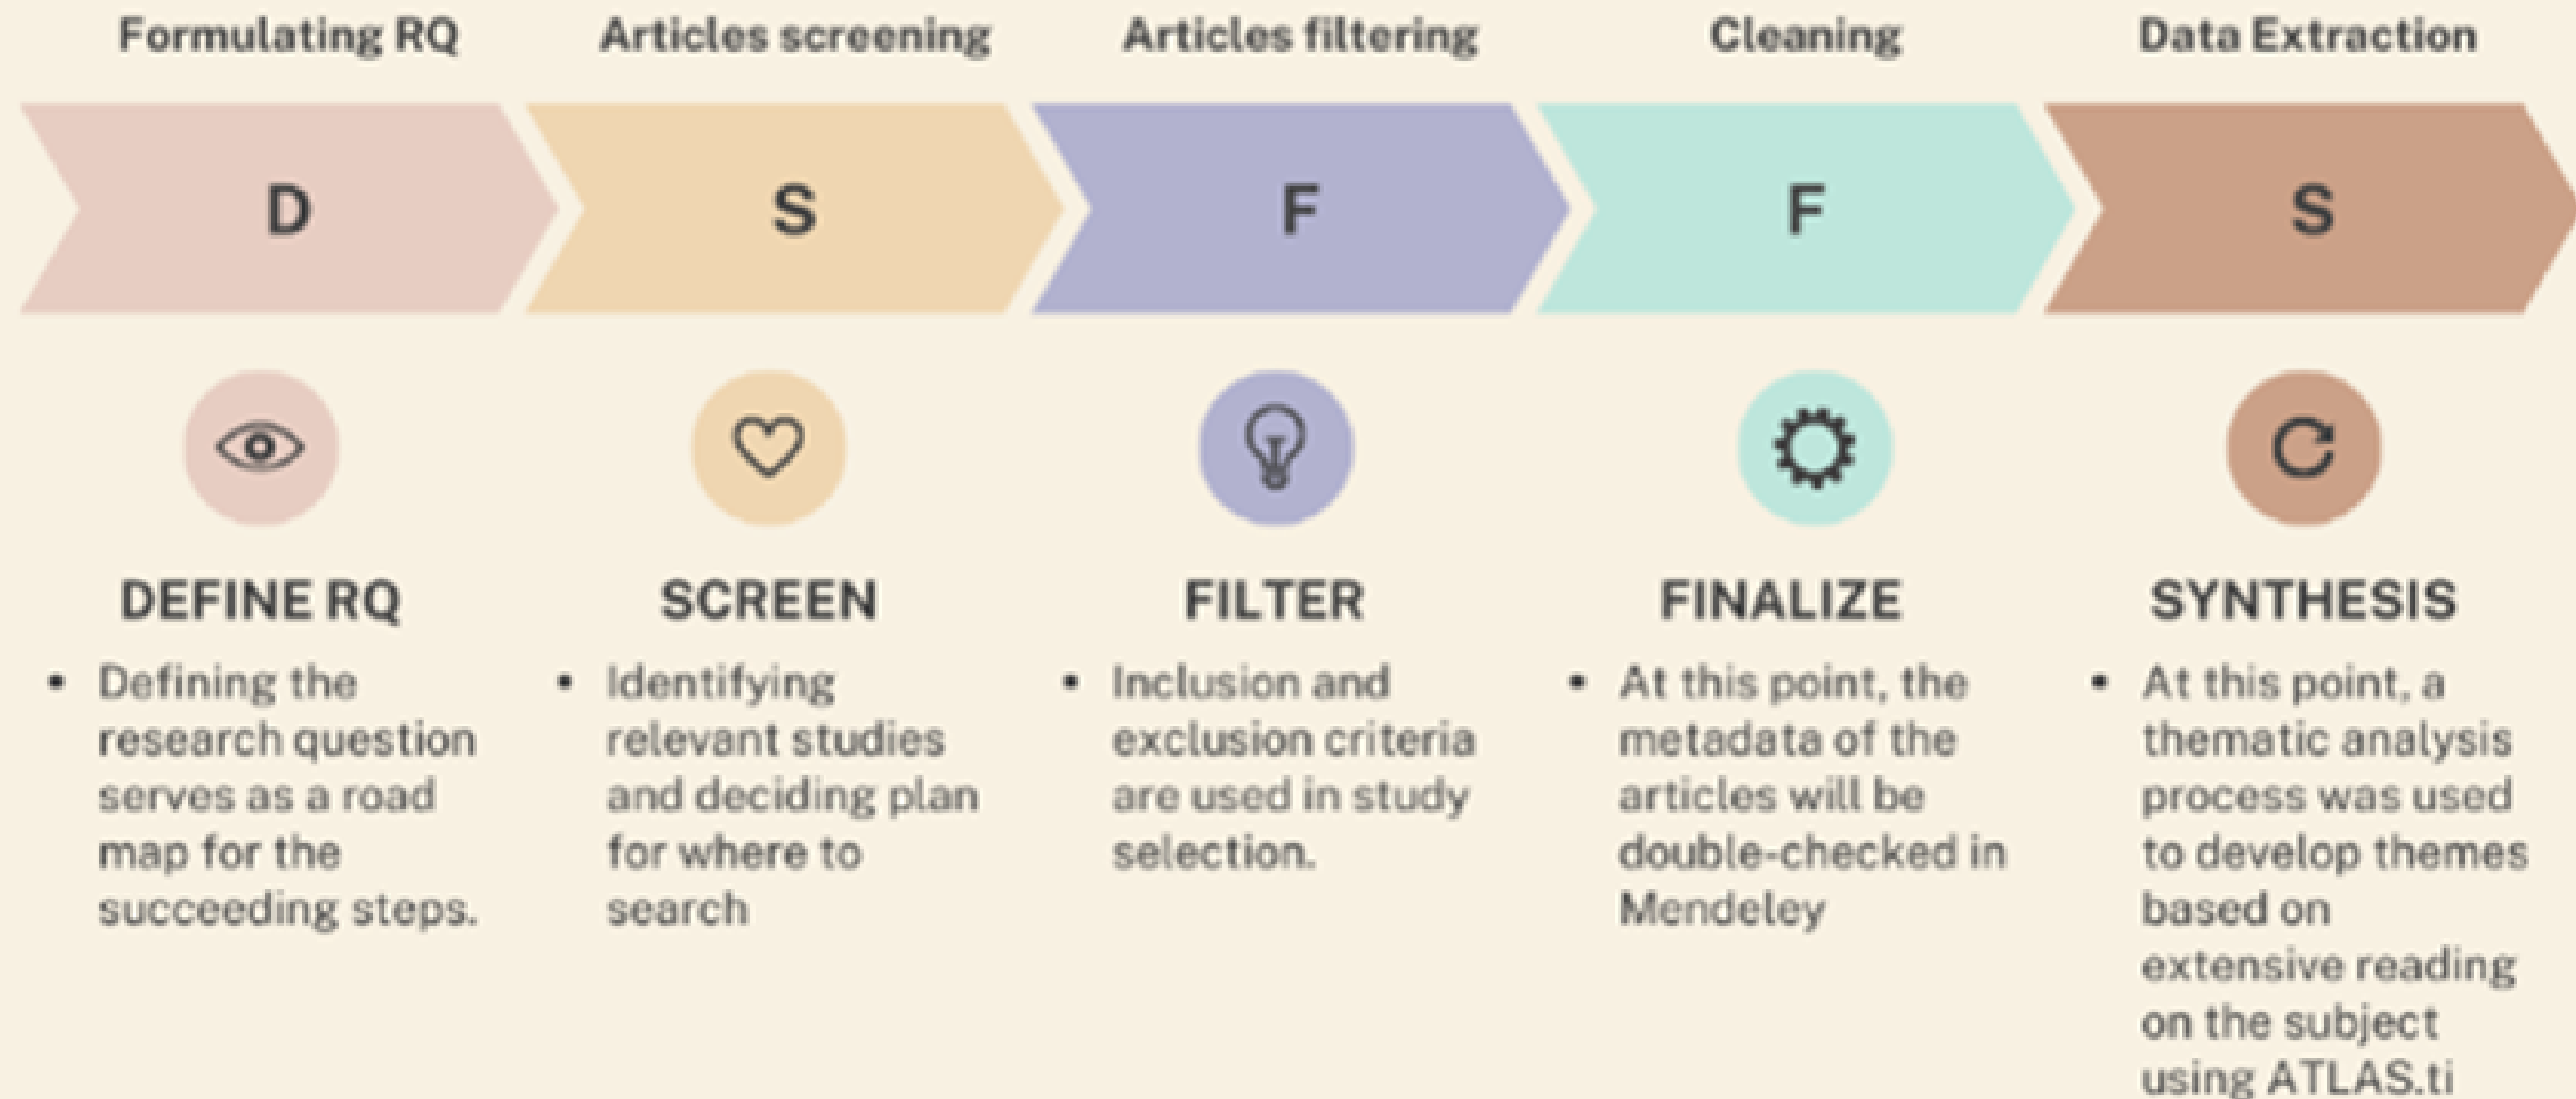 Formulating RQ
Articles screening
Articles filtering
Cleaning
Data Extraction
D
S
F
F
S
DEFINE RQ
• Defining the
research question
serves as a road
map for the
succeeding steps.
SCREEN
• Identifying
relevant studies
and deciding plan
for where to
search
FILTER
• Inclusion and
exclusion criteria
are used in study
selection.
FINALIZE
• At this point, the
metadata of the
articles will be
double-checked in
Mendeley
SYNTHESIS
• At this point, a
thematic analysis
process was used
to develop themes
based on
extensive reading
on the subject
using ATLAS.ti